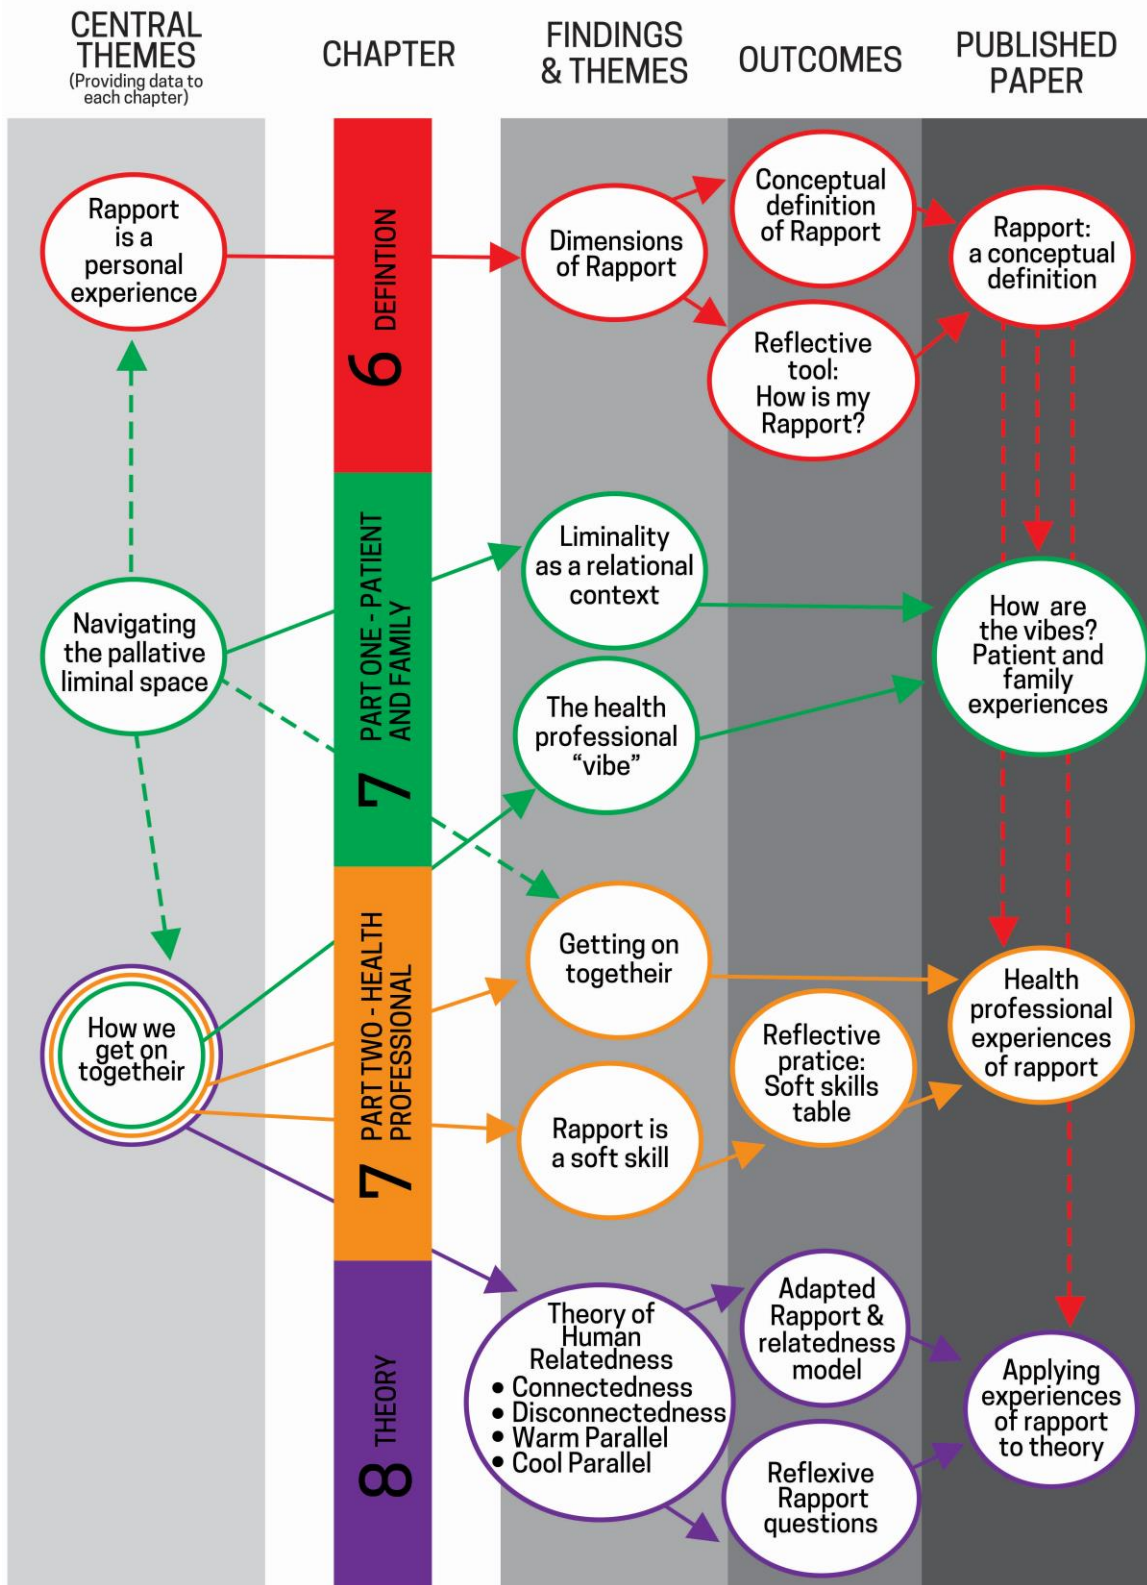 CENTRAL
THEMES
(Providing data to
each chapter)
CHAPTER
FINDINGS
& THEMES
OUTCOMES
PUBLISHED
PAPER
Rapport
is a
personal
experience
6 DEFINTION
Dimensions
of Rapport
Conceptual
definition
of Rapport
Reflective
tool:
How is my
Rapport?
Rapport:
a conceptual
definition
Navigating
the pallative
liminal space
7 PART ONE - PATIENT
AND FAMILY
Liminality
as a relational
context
The health
professional
“vibe”
How are
the vibes?
Patient and
family
experiences
How we
get on
togetheir
7 PART TWO - HEALTH
PROFESSIONAL
Getting on
togetheir
Rapport is
a soft skill
Reflective
pratice:
Soft skills
table
Health
professional
experiences
of rapport
8 THEORY
Theory of
Human
Relatedness
• Connectedness
• Disconnectedness
• Warm Parallel
• Cool Parallel
Adapted
Rapport &
relatedness
model
Reflexive
Rapport
questions
Applying
experiences
of rapport
to theory